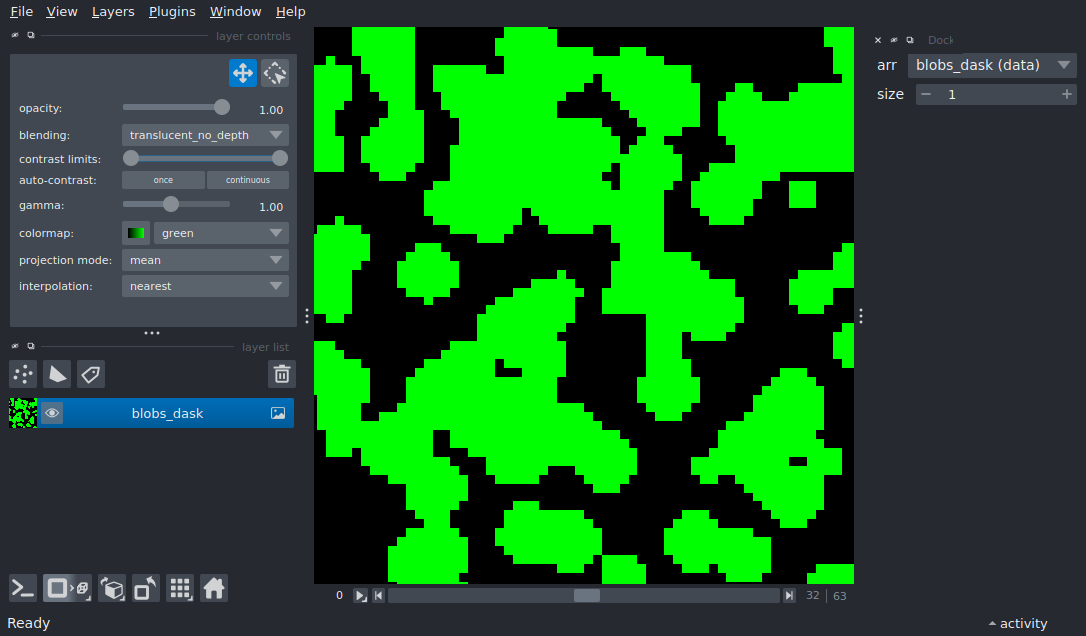 File View Layers Plugins Window Help
layer controls
opacity: 1.00
blending: translucent_no_depth
contrast limits:
auto-contrast: once continuous
gamma: 1.00
colormap: green
projection mode: mean
interpolation: nearest
layer list
blobs_dask
0 32 63
Ready
activity
Dock
arr blobs_dask (data)
size 1